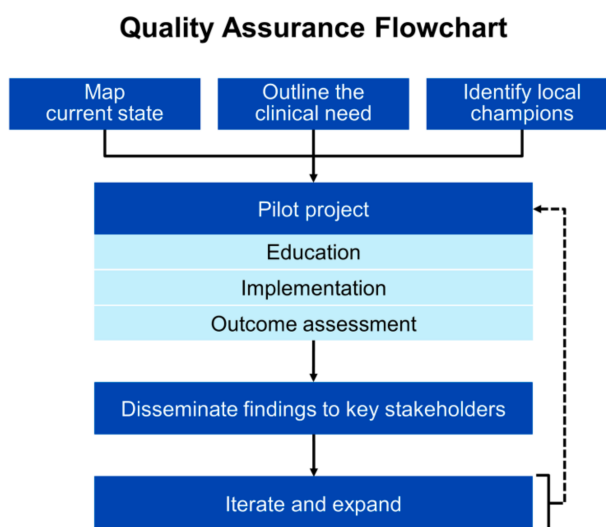 Quality Assurance Flowchart
Map
current state
Outline the
clinical need
Identify local
champions
Pilot project
Education
Implementation
Outcome assessment
Disseminate findings to key stakeholders
Iterate and expand